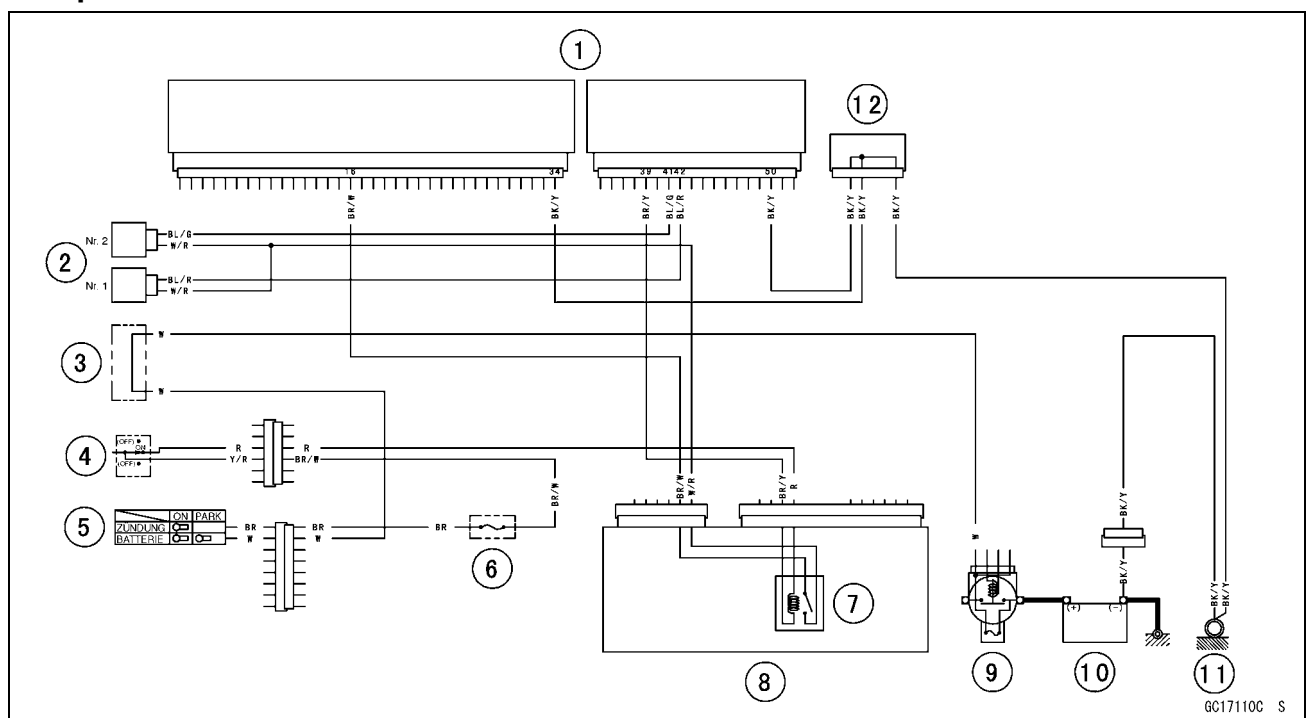 1
12
16
34
39
4142
50
BR/W
BK/Y
BR/Y
BL/G
BL/R
BK/Y
BK/Y
BK/Y
BK/Y
2
Nr. 2
BL/G
W/R
Nr. 1
BL/R
W/R
3
W
W
4
(OFF)
ON
(OFF)
R
Y/R
R
BR/W
BR/W
5
ON PARK
ZÜNDUNG
BATTERIE
BR
W
BR
W
BR
6
BR/W
W/R
BR/Y
R
7
8
W
9
(+) (-)
10
BK/Y
BK/Y
BK/Y
BK/Y
11
GC17110C S